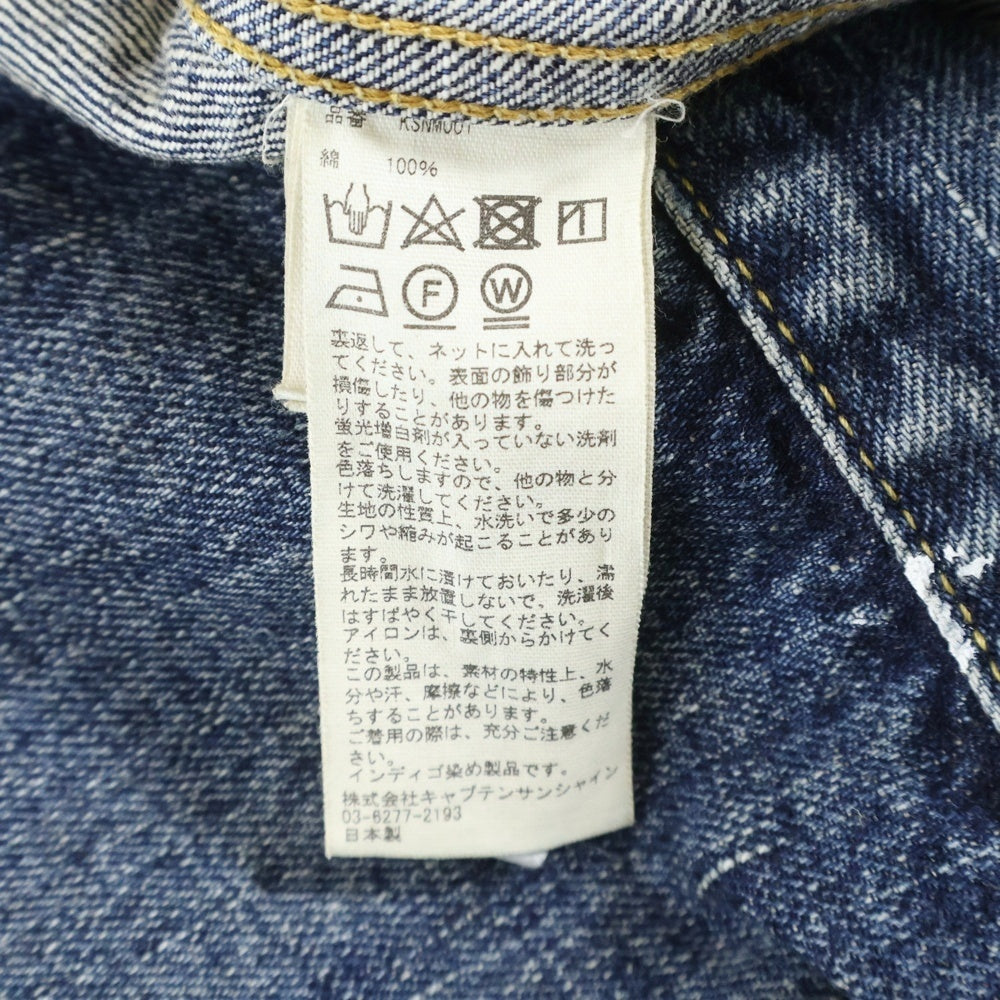 品番 KSNM001
綿 100%
F W
裏返して、ネットに入れて洗っ
てください。表面の飾り部分が
損傷したり、他の物を傷つけた
りすることがあります。
蛍光増白剤が入っていない洗剤
をご使用ください。
色落ちしますので、他の物と分
けて洗濯してください。
生地の性質上、水洗いで多少の
シワや縮みが起こることがあり
ます。
長時間水に漬けておいたり、濡
れたまま放置しないで、洗濯後
はすばやく干してください。
アイロンは、裏側からかけてく
ださい。
この製品は、素材の特性上、水
分や汗、摩擦などにより、色落
ちすることがあります。
ご着用の際は、充分ご注意くだ
さい。
インディゴ染め製品です。
株式会社キャプテンサンシャイン
03-6277-2193
日本製